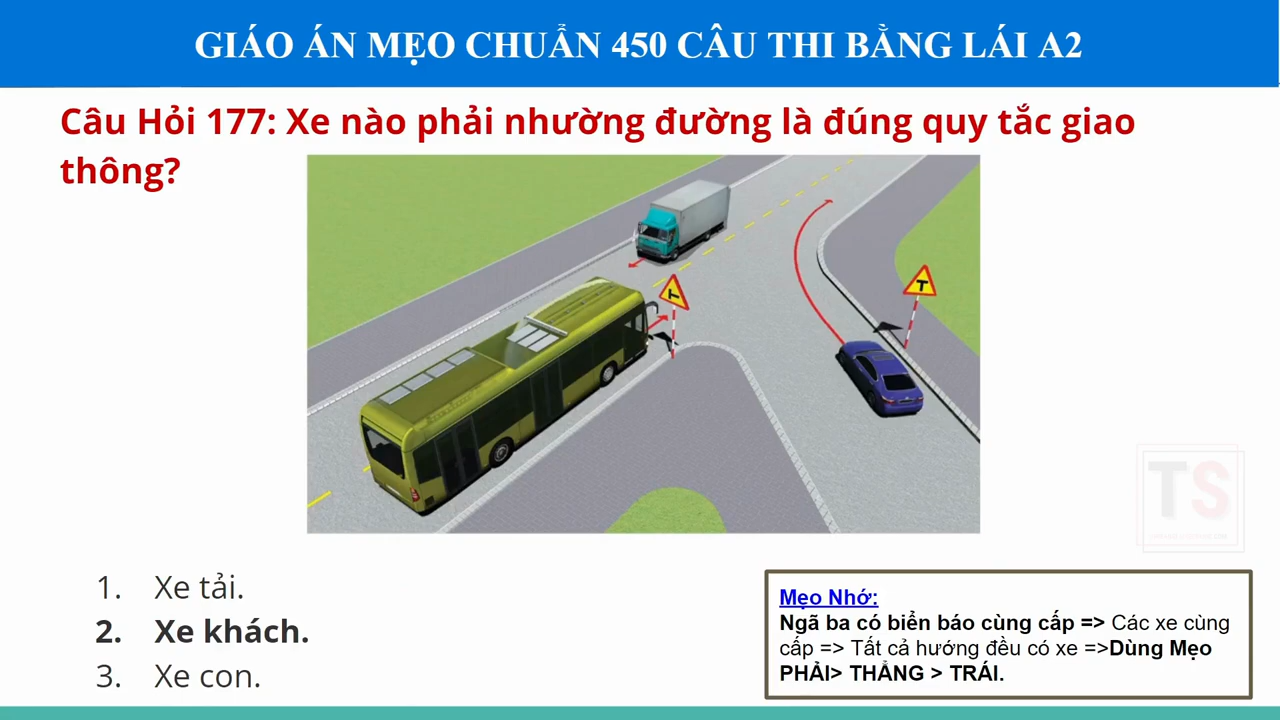 GIÁO ÁN MẸO CHUẨN 450 CÂU THI BẰNG LÁI A2
Câu Hỏi 177: Xe nào phải nhường đường là đúng quy tắc giao
thông?
1. Xe tải.
2. Xe khách.
3. Xe con.
TS
Mẹo Nhớ:
Ngã ba có biển báo cùng cấp => Các xe cùng
cấp => Tất cả hướng đều có xe =>Dùng Mẹo
PHẢI> THẲNG > TRÁI.